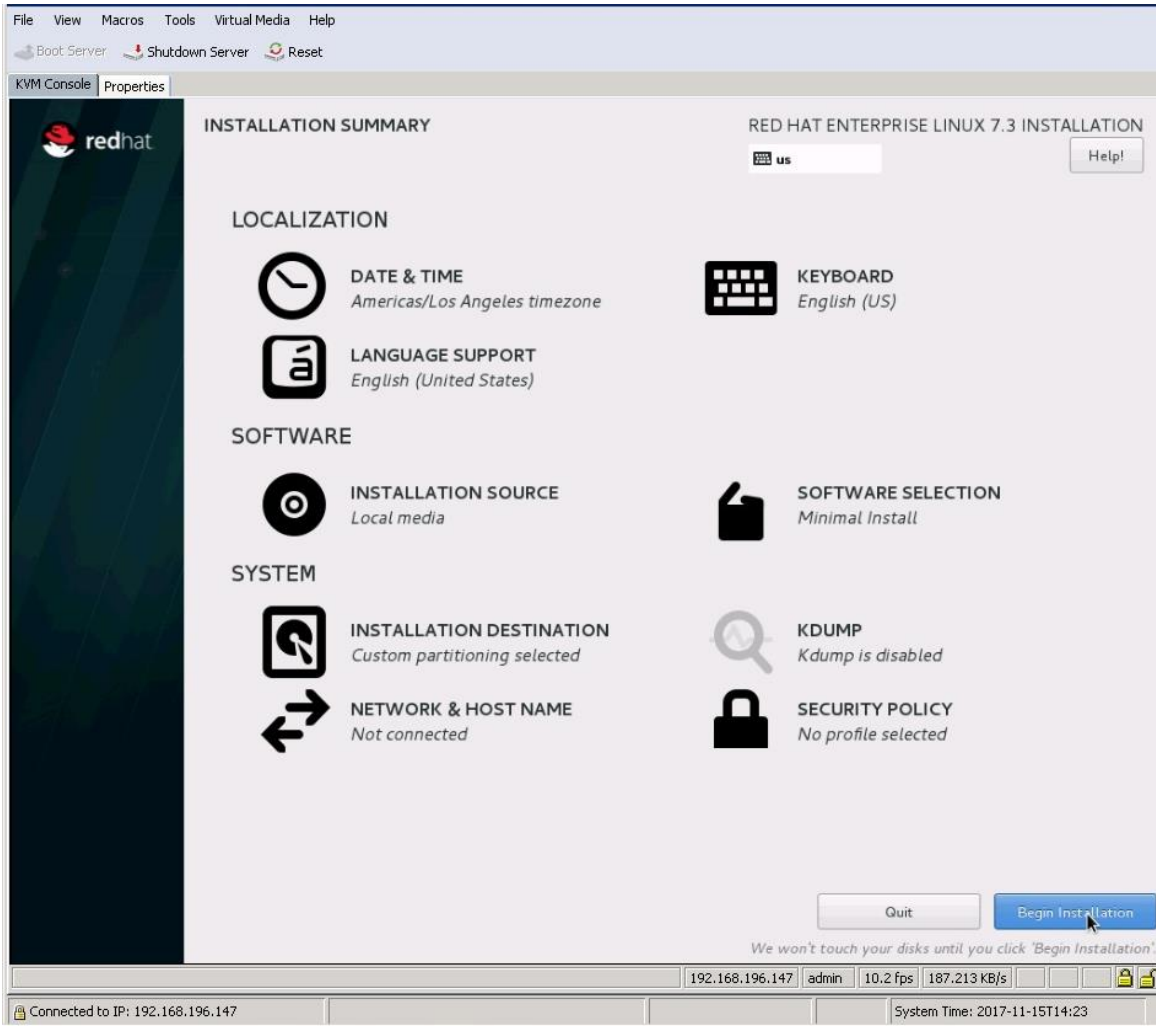 File View Macros Tools Virtual Media Help
Boot Server Shutdown Server Reset
KVM Console Properties
redhat
INSTALLATION SUMMARY
RED HAT ENTERPRISE LINUX 7.3 INSTALLATION
us
Help!
LOCALIZATION
DATE & TIME
Americas/Los Angeles timezone
KEYBOARD
English (US)
á
LANGUAGE SUPPORT
English (United States)
SOFTWARE
INSTALLATION SOURCE
Local media
SOFTWARE SELECTION
Minimal Install
SYSTEM
INSTALLATION DESTINATION
Custom partitioning selected
KDUMP
Kdump is disabled
NETWORK & HOST NAME
Not connected
SECURITY POLICY
No profile selected
Quit
Begin Installation
We won't touch your disks until you click 'Begin Installation'.
192.168.196.147 admin 10.2 fps 187.213 KB/s
Connected to IP: 192.168.196.147
System Time: 2017-11-15T14:23